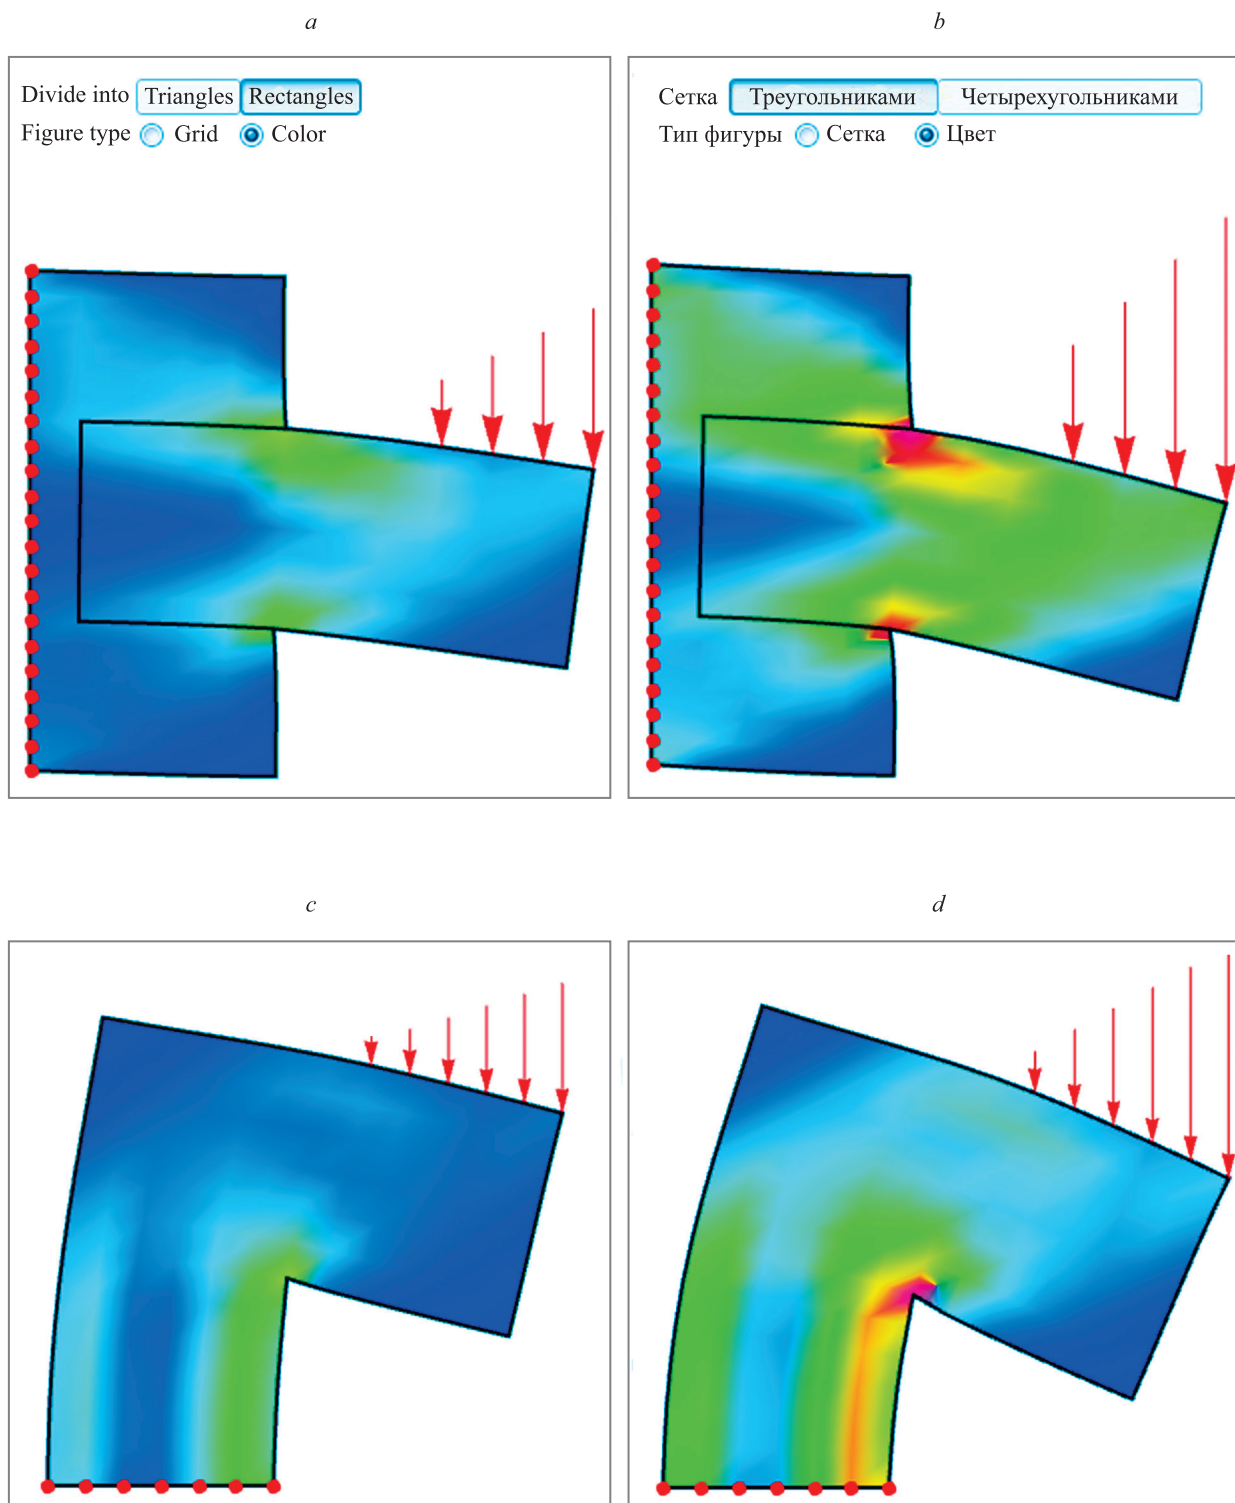 a
b
Divide into Triangles Rectangles
Figure type Grid Color
Сетка Треугольниками Четырехугольниками
Тип фигуры Сетка Цвет
c
d